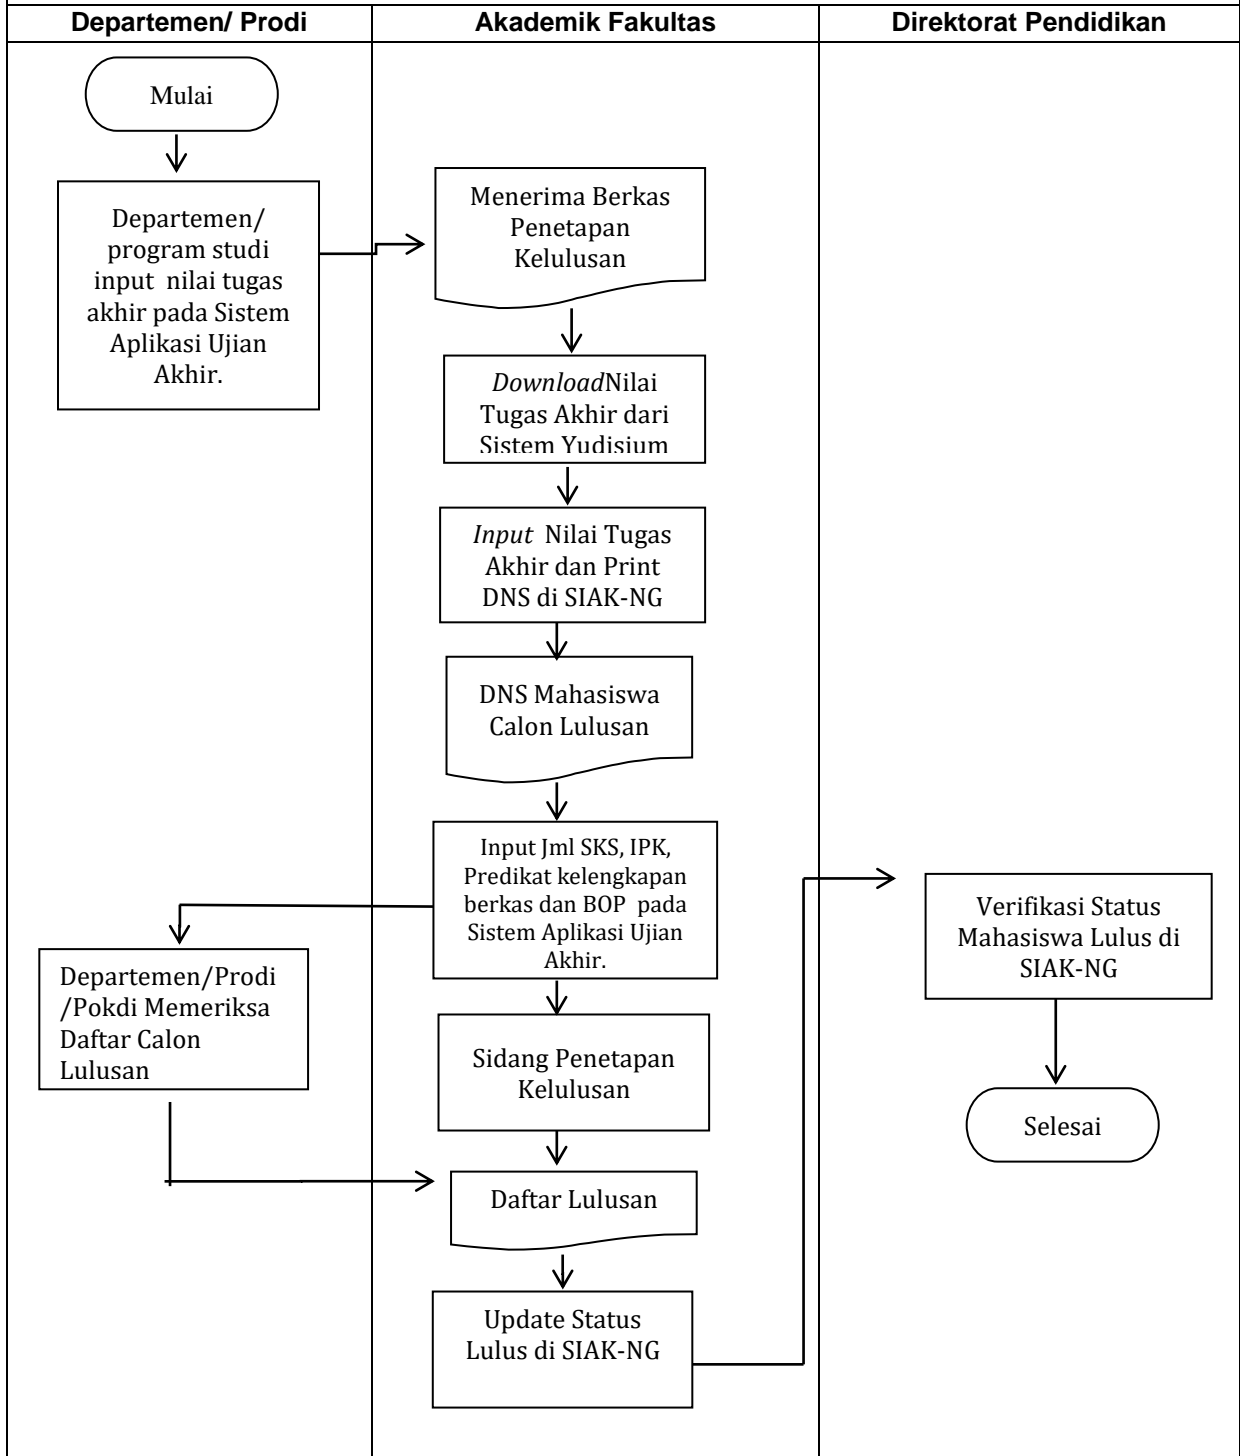 Departemen/ Prodi
Akademik Fakultas
Direktorat Pendidikan
Mulai
Departemen/
program studi
input nilai tugas
akhir pada Sistem
Aplikasi Ujian
Akhir.
Menerima Berkas
Penetapan
Kelulusan
DownloadNilai
Tugas Akhir dari
Sistem Yudisium
Input Nilai Tugas
Akhir dan Print
DNS di SIAK-NG
DNS Mahasiswa
Calon Lulusan
Input Jml SKS, IPK,
Predikat kelengkapan
berkas dan BOP pada
Sistem Aplikasi Ujian
Akhir.
Departemen/Prodi
/Pokdi Memeriksa
Daftar Calon
Lulusan
Sidang Penetapan
Kelulusan
Daftar Lulusan
Update Status
Lulus di SIAK-NG
Verifikasi Status
Mahasiswa Lulus di
SIAK-NG
Selesai